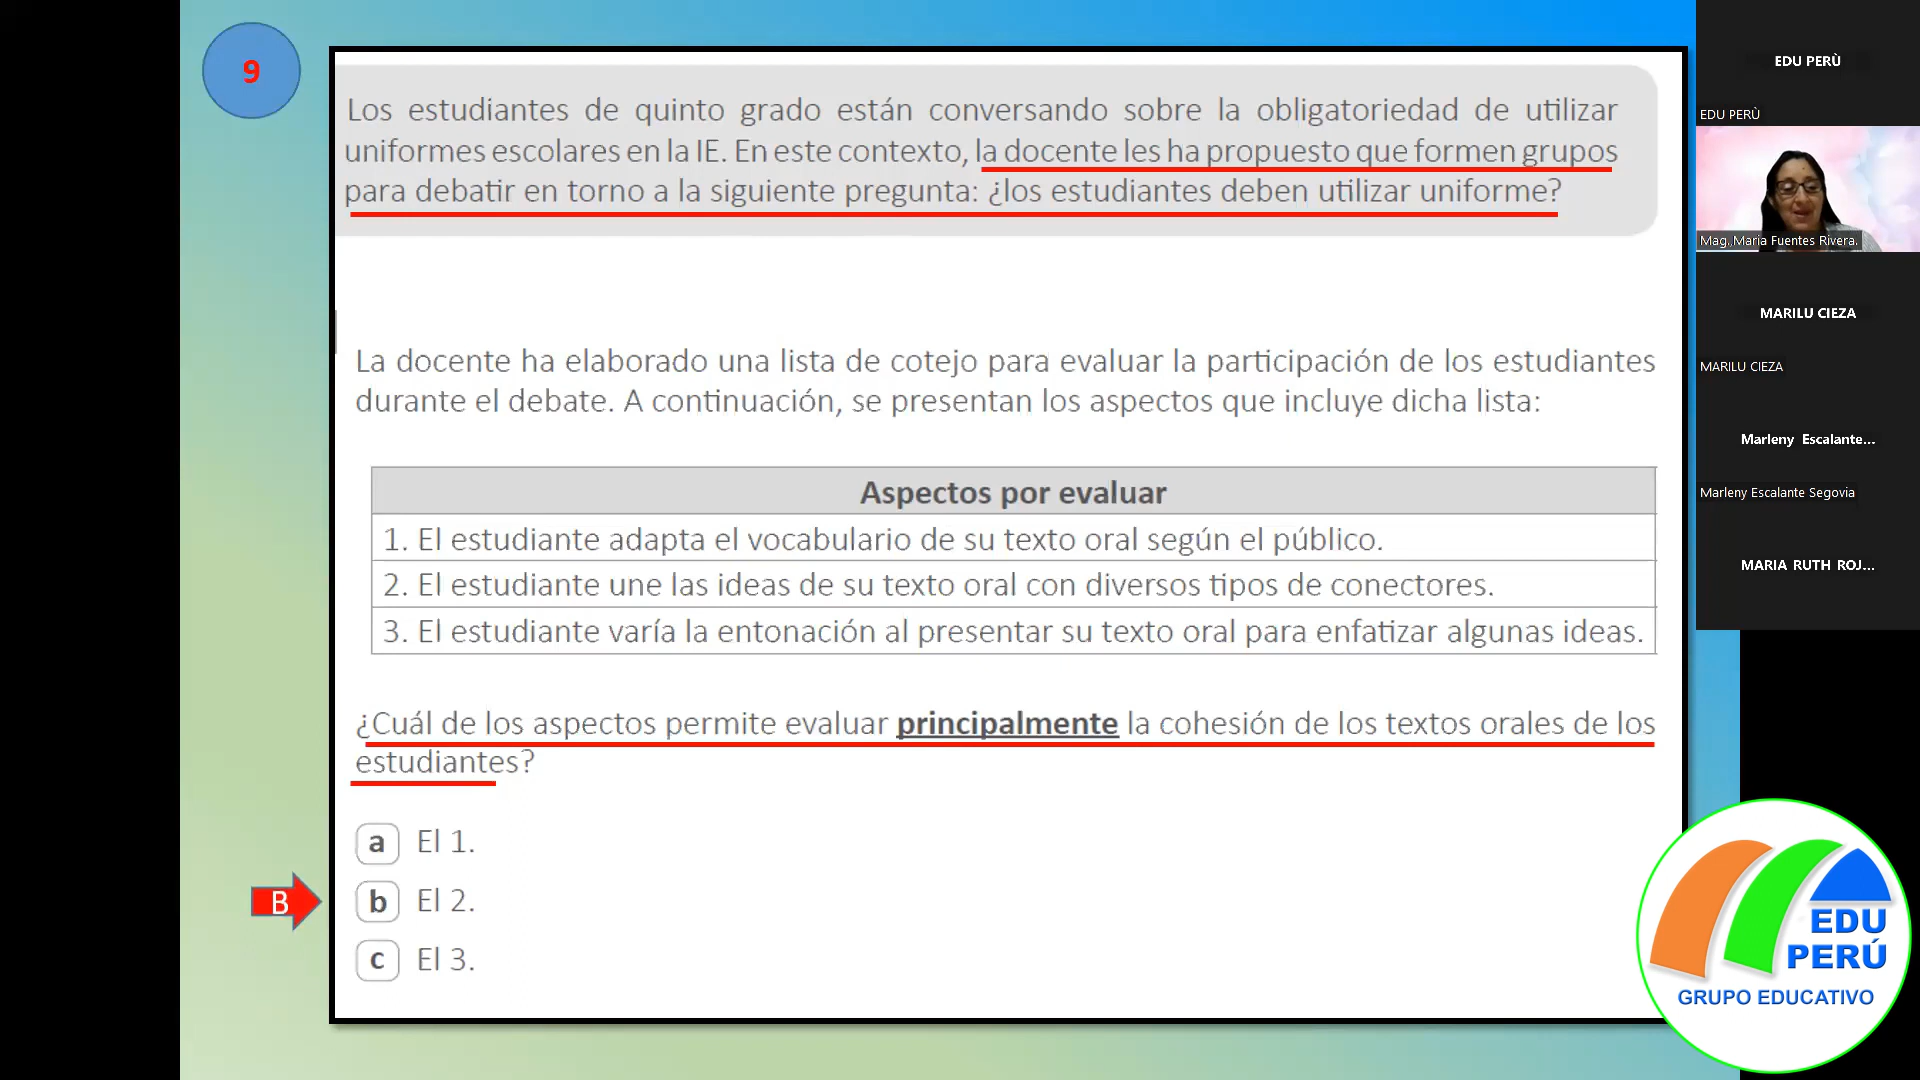 9
Los estudiantes de quinto grado están conversando sobre la obligatoriedad de utilizar
uniformes escolares en la IE. En este contexto, la docente les ha propuesto que formen grupos
para debatir en torno a la siguiente pregunta: ¿los estudiantes deben utilizar uniforme?
La docente ha elaborado una lista de cotejo para evaluar la participación de los estudiantes
durante el debate. A continuación, se presentan los aspectos que incluye dicha lista:
Aspectos por evaluar
1. El estudiante adapta el vocabulario de su texto oral según el público.
2. El estudiante une las ideas de su texto oral con diversos tipos de conectores.
3. El estudiante varía la entonación al presentar su texto oral para enfatizar algunas ideas.
¿Cuál de los aspectos permite evaluar principalmente la cohesión de los textos orales de los
estudiantes?
a El 1.
B b El 2.
c El 3.
EDU PERÙ
EDU PERÙ
Mag. Maria Fuentes Rivera.
MARILU CIEZA
MARILU CIEZA
Marleny Escalante...
Marleny Escalante Segovia
MARIA RUTH ROJ...
EDU
PERÚ
GRUPO EDUCATIVO